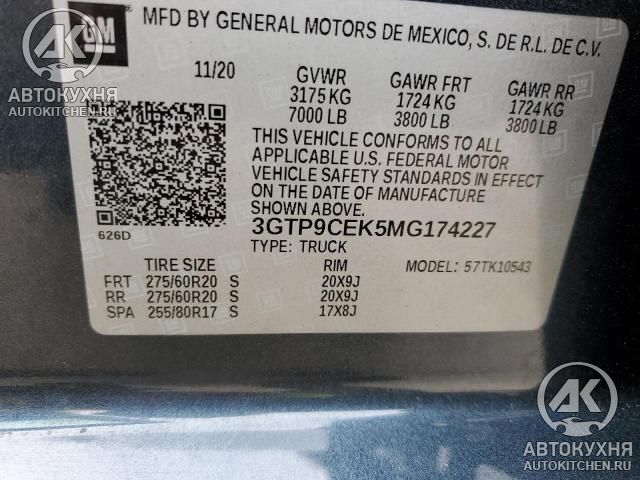 GM
MFD BY GENERAL MOTORS DE MEXICO, S. DE R.L. DE C.V.
11/20 GVWR GAWR FRT GAWR RR
3175 KG 1724 KG 1724 KG
7000 LB 3800 LB 3800 LB
THIS VEHICLE CONFORMS TO ALL
APPLICABLE U.S. FEDERAL MOTOR
VEHICLE SAFETY STANDARDS IN EFFECT
ON THE DATE OF MANUFACTURE
SHOWN ABOVE.
626D
3GTP9CEK5MG174227
TYPE: TRUCK MODEL: 57TK10543
TIRE SIZE RIM
FRT 275/60R20 S 20X9J
RR 275/60R20 S 20X9J
SPA 255/80R17 S 17X8J
АК
АВТОКУХНЯ
AUTOKITCHEN.RU
АК
АВТОКУХНЯ
AUTOKITCHEN.RU